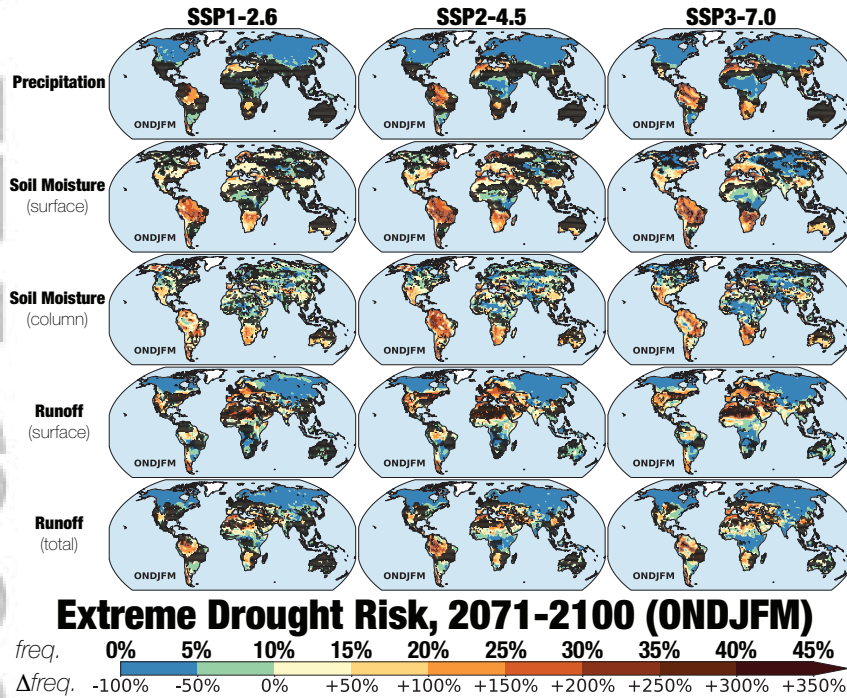 SSP1-2.6 SSP2-4.5 SSP3-7.0
Precipitation
ONDJFM ONDJFM ONDJFM
Soil Moisture
(surface)
ONDJFM ONDJFM ONDJFM
Soil Moisture
(column)
ONDJFM ONDJFM ONDJFM
Runoff
(surface)
ONDJFM ONDJFM ONDJFM
Runoff
(total)
ONDJFM ONDJFM ONDJFM
Extreme Drought Risk, 2071-2100 (ONDJFM)
freq. 0% 5% 10% 15% 20% 25% 30% 35% 40% 45%
Δfreq. -100% -50% 0% +50% +100% +150% +200% +250% +300% +350%